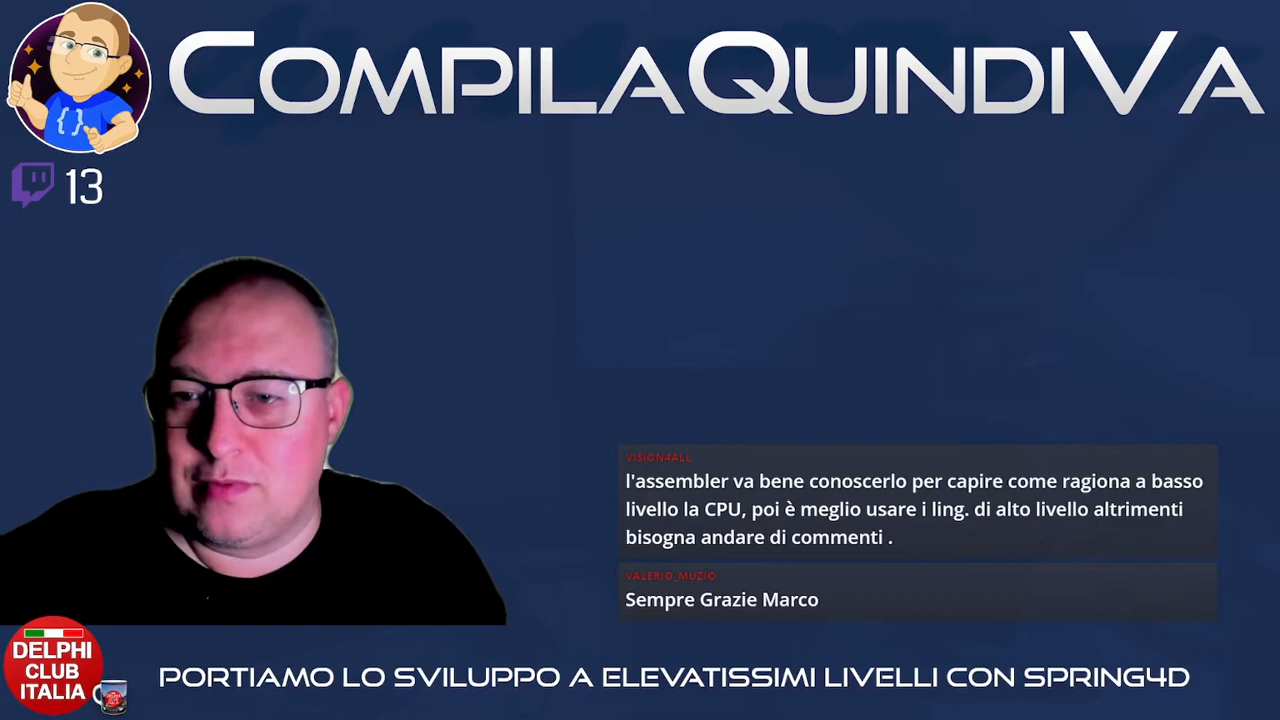 COMPILAQUINDIVA
13
VISION4ALL
l'assembler va bene conoscerlo per capire come ragiona a basso
livello la CPU, poi è meglio usare i ling. di alto livello altrimenti
bisogna andare di commenti .
VALERIO_MUZIO
Sempre Grazie Marco
DELPHI
CLUB
ITALIA
PORTIAMO LO SVILUPPO A ELEVATISSIMI LIVELLI CON SPRING4D